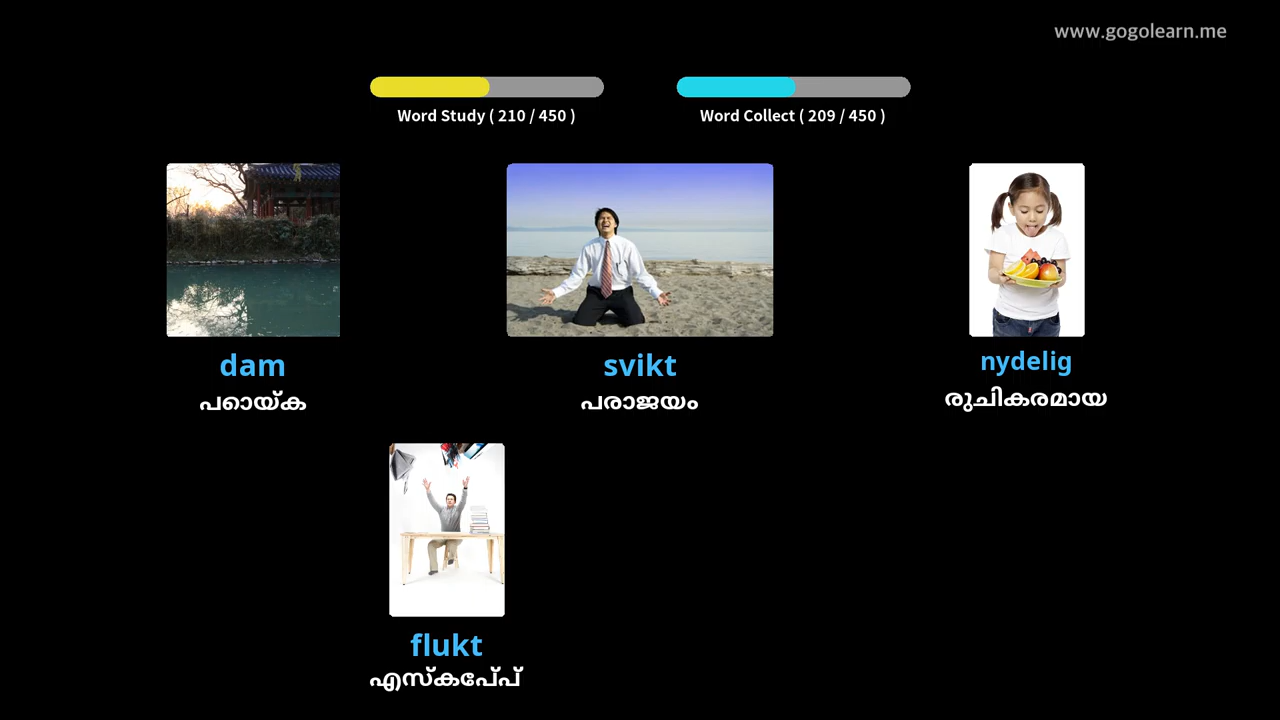 www.gogolearn.me
Word Study ( 210 / 450 )
Word Collect ( 209 / 450 )
dam
svikt
nydelig
പൊയ്ക
പരാജയം
രുചികരമായ
flukt
എസ്കപ്പേ്